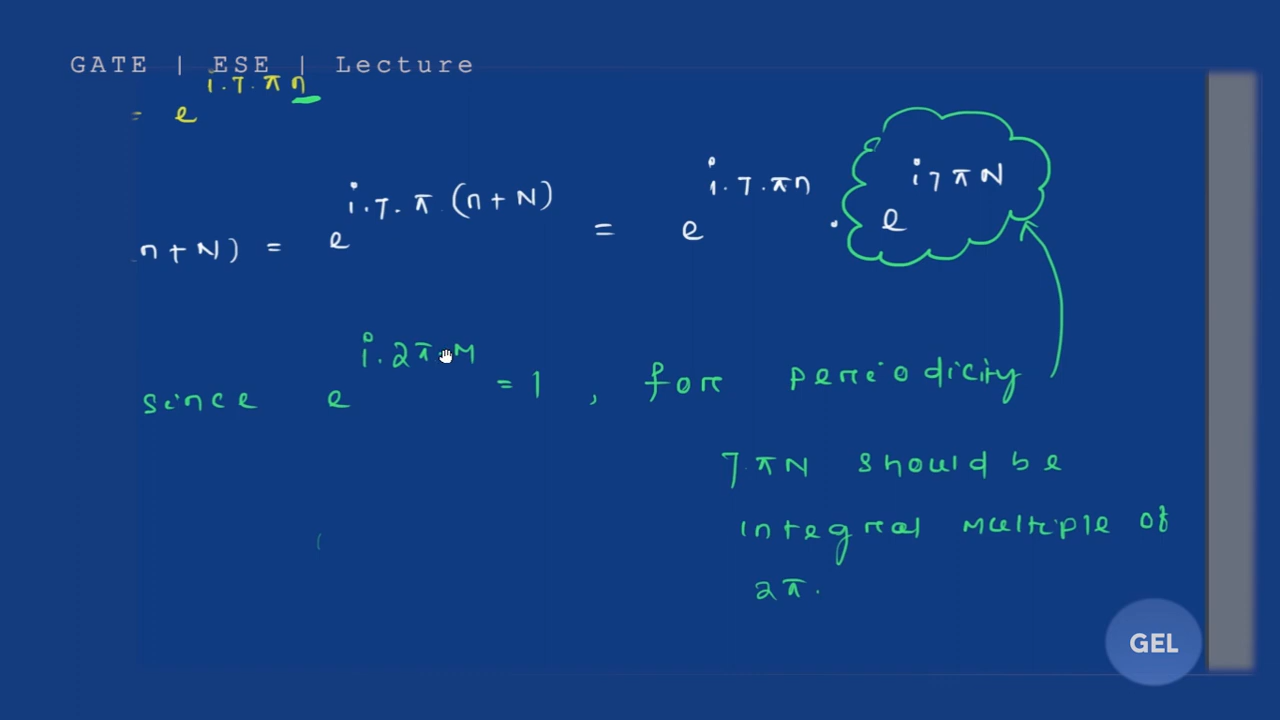 GATE | ESE | Lecture
= e^{i.7.πn}
n+N) = e^{i.7.π(n+N)} = e^{i.7.πn} . e^{i7πN}
since e^{i.2π.M} = 1 , for periodicity
7πN should be
integral multiple of
2π.
GEL